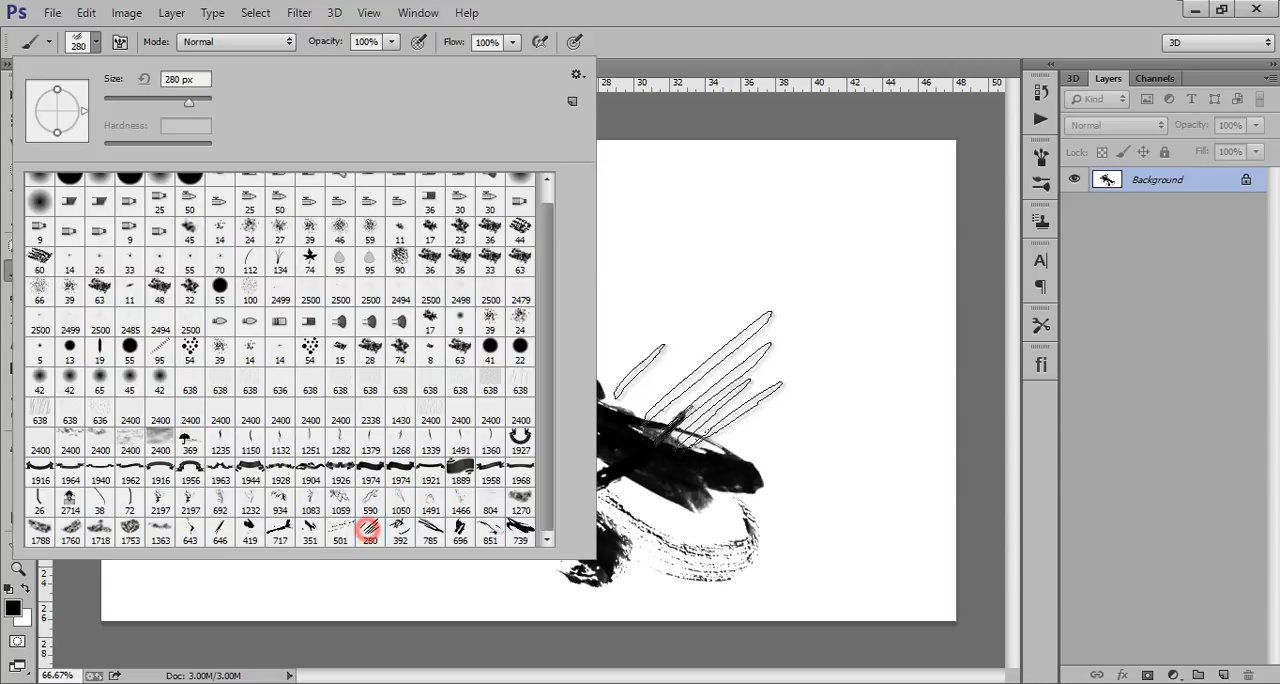 Ps File Edit Image Layer Type Select Filter 3D View Window Help
280 Mode: Normal Opacity: 100% Flow: 100% 3D
Size: 280 px
Hardness:
28 30 32 34 36 38 40 42 44 46 48 50
3D Layers Channels
Kind
Normal Opacity: 100%
Lock: Fill: 100%
Background
25 50 25 50 36 30 30
9 9 45 14 24 27 39 46 59 11 17 23 36 44
60 14 26 33 42 55 70 112 134 74 95 95 90 36 36 33 63
66 39 63 11 48 32 55 100 2499 2500 2500 2500 2494 2500 2498 2500 2479
2500 2499 2500 2485 2494 2500 17 9 39 24
5 13 19 55 95 54 39 14 14 54 15 28 74 8 63 41 22
42 42 65 45 42 638 638 638 636 638 638 638 638 638 638 638 638
638 638 636 2400 2400 2400 2400 2400 2400 2400 2338 1430 2400 2400 2400 2400 2400
2400 2400 2400 2400 2400 369 1235 1150 1132 1251 1282 1379 1268 1339 1491 1360 1927
1916 1964 1940 1962 1916 1956 1963 1944 1928 1904 1926 1974 1974 1921 1889 1958 1968
26 2714 38 72 2197 2197 692 1232 934 1083 1059 590 1050 1491 1466 804 1270
1788 1760 1718 1753 1363 643 646 419 717 351 501 280 392 785 696 851 739
A
fi
66.67% Doc: 3.00M/3.00M
fx